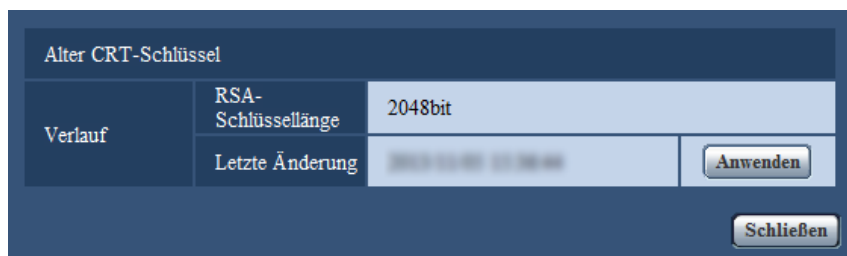 Alter CRT-Schlüssel
Verlauf
RSA-
Schlüssellänge
2048bit
Letzte Änderung
Anwenden
Schließen